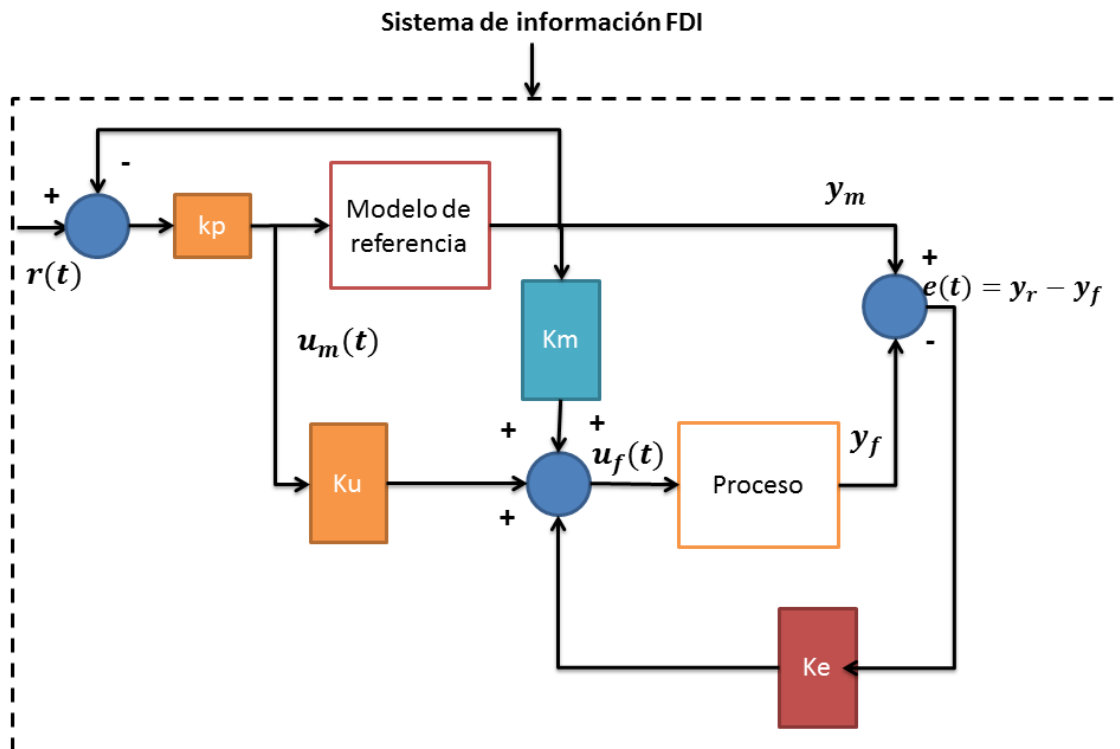 Sistema de información FDI
-
+
kp
Modelo de
referencia
y_m
r(t)
+
e(t) = y_r − y_f
u_m(t)
Km
-
+
+
y_f
u_f(t)
Ku
Proceso
+
Ke